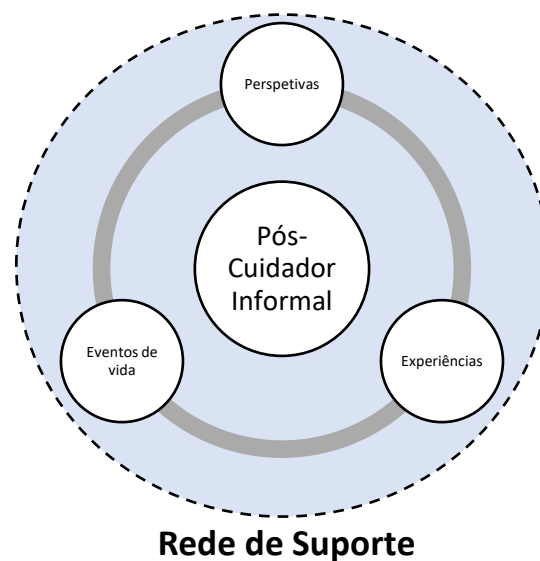 Perspetivas
Pós-
Cuidador
Informal
Eventos de
vida
Experiências
Rede de Suporte